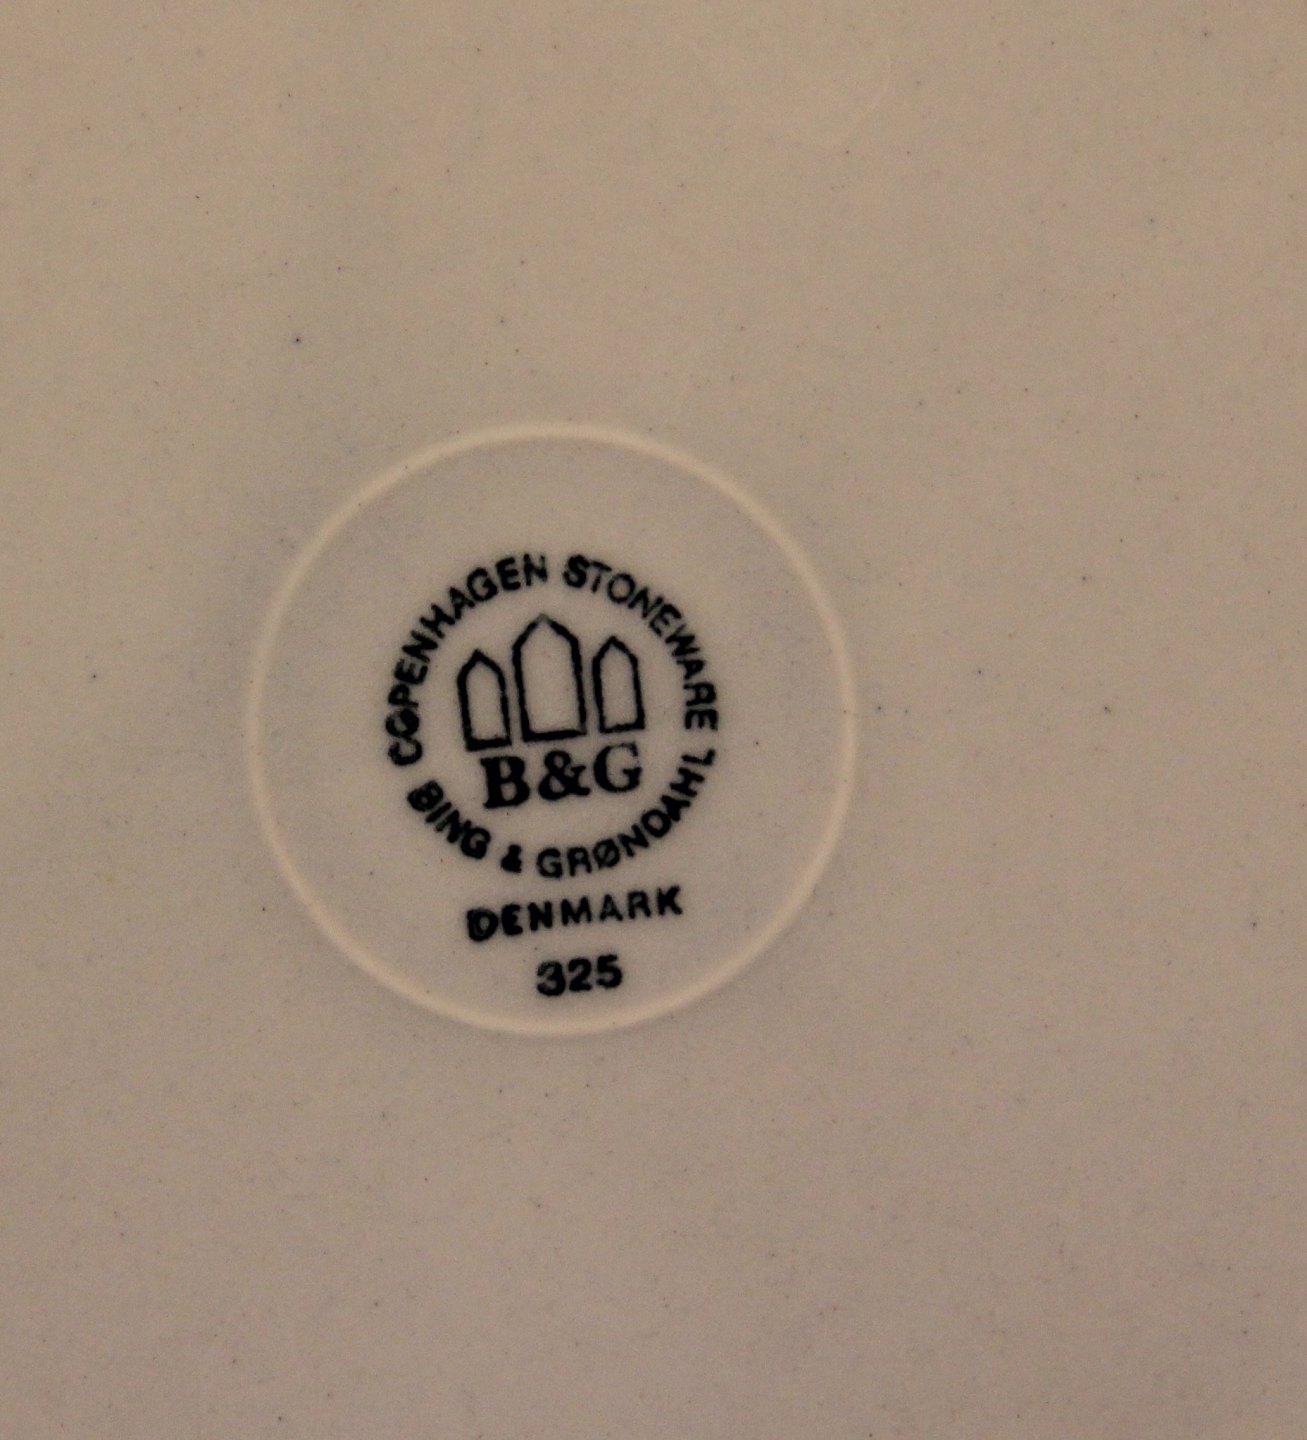 COPENHAGEN STONEWARE
B&G
BING & GRØNDAHL
DENMARK
325